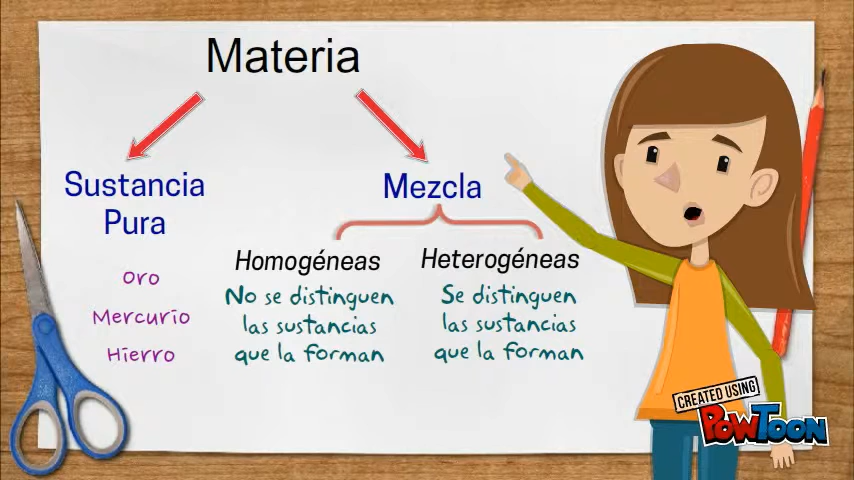 Materia
Sustancia
Pura
Oro
Mercurio
Hierro
Mezcla
Homogéneas
No se distinguen
las sustancias
que la forman
Heterogéneas
Se distinguen
las sustancias
que la forman
CREATED USING
POWTOON